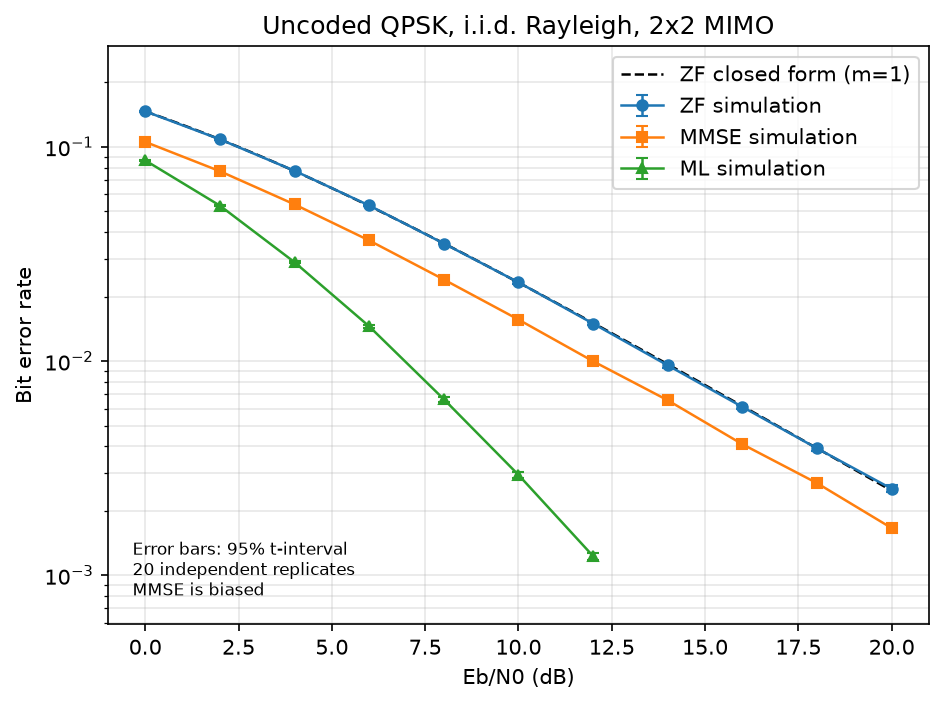 Uncoded QPSK, i.i.d. Rayleigh, 2x2 MIMO
ZF closed form (m=1)
ZF simulation
MMSE simulation
ML simulation
10⁻¹
10⁻²
10⁻³
Bit error rate
Error bars: 95% t-interval
20 independent replicates
MMSE is biased
0.0 2.5 5.0 7.5 10.0 12.5 15.0 17.5 20.0
Eb/N0 (dB)